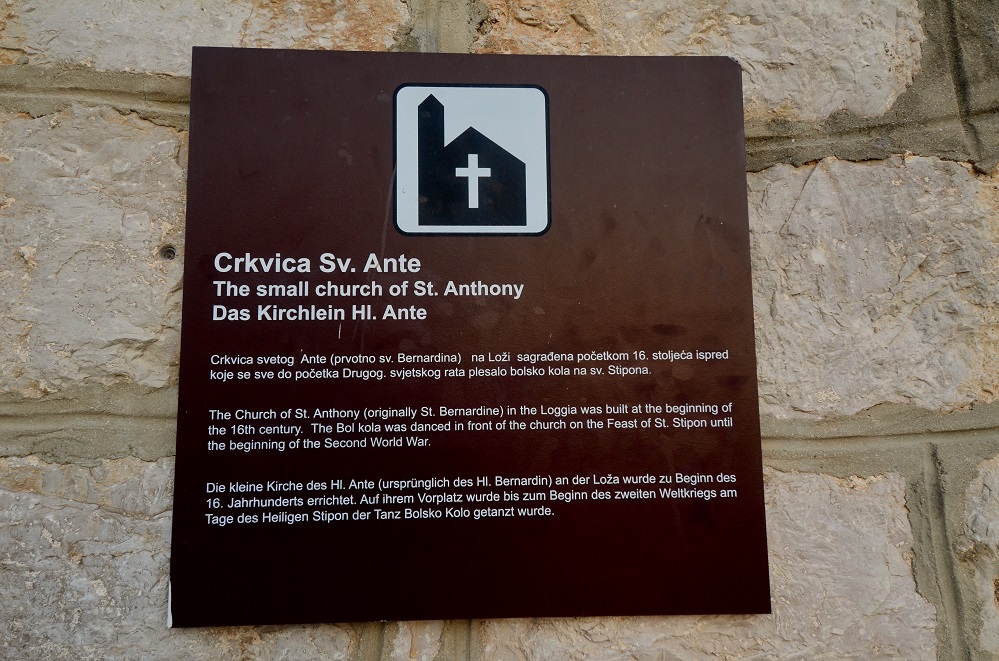 Crkvica Sv. Ante
The small church of St. Anthony
Das Kirchlein Hl. Ante
Crkvica svetog Ante (prvotno sv. Bernardina) na Loži sagrađena početkom 16. stoljeća ispred
koje se sve do početka Drugog. svjetskog rata plesalo bolsko kola na sv. Stipona.
The Church of St. Anthony (originally St. Bernardine) in the Loggia was built at the beginning of
the 16th century. The Bol kola was danced in front of the church on the Feast of St. Stipon until
the beginning of the Second World War.
Die kleine Kirche des Hl. Ante (ursprünglich des Hl. Bernardin) an der Loža wurde zu Beginn des
16. Jahrhunderts errichtet. Auf ihrem Vorplatz wurde bis zum Beginn des zweiten Weltkriegs am
Tage des Heiligen Stipon der Tanz Bolsko Kolo getanzt wurde.